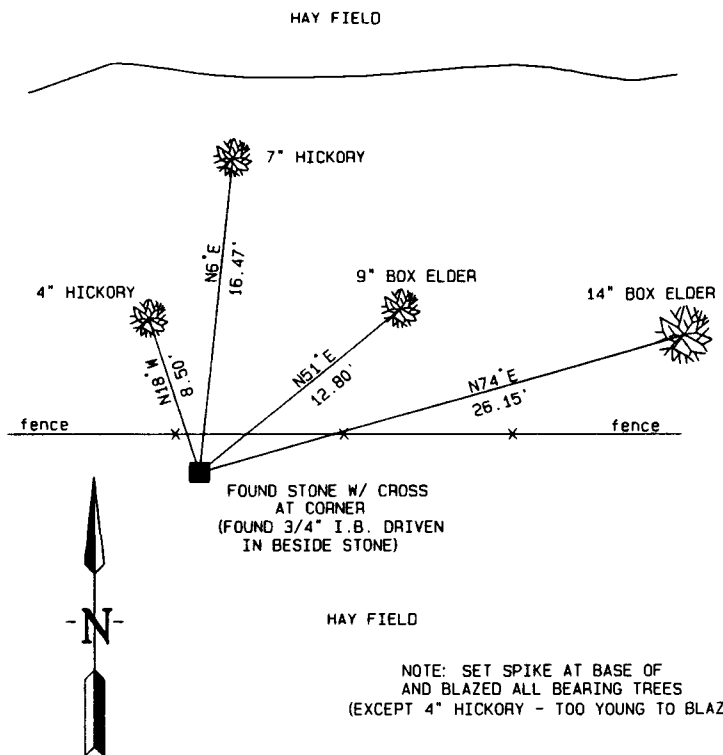 HAY FIELD
7" HICKORY
N6°E
16.47'
4" HICKORY
9" BOX ELDER
14" BOX ELDER
N18°W
8.50'
N51°E
12.80'
N74°E
26.15'
fence
fence
FOUND STONE W/ CROSS
AT CORNER
(FOUND 3/4" I.B. DRIVEN
IN BESIDE STONE)
-N-
HAY FIELD
NOTE: SET SPIKE AT BASE OF
AND BLAZED ALL BEARING TREES
(EXCEPT 4" HICKORY - TOO YOUNG TO BLAZ